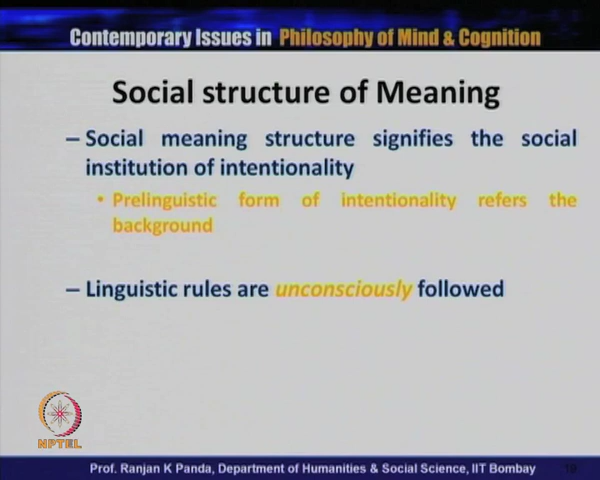 Contemporary Issues in Philosophy of Mind & Cognition
Social structure of Meaning
– Social meaning structure signifies the social
institution of intentionality
• Prelinguistic form of intentionality refers the
background
– Linguistic rules are unconsciously followed
NPTEL
Prof. Ranjan K Panda, Department of Humanities & Social Science, IIT Bombay